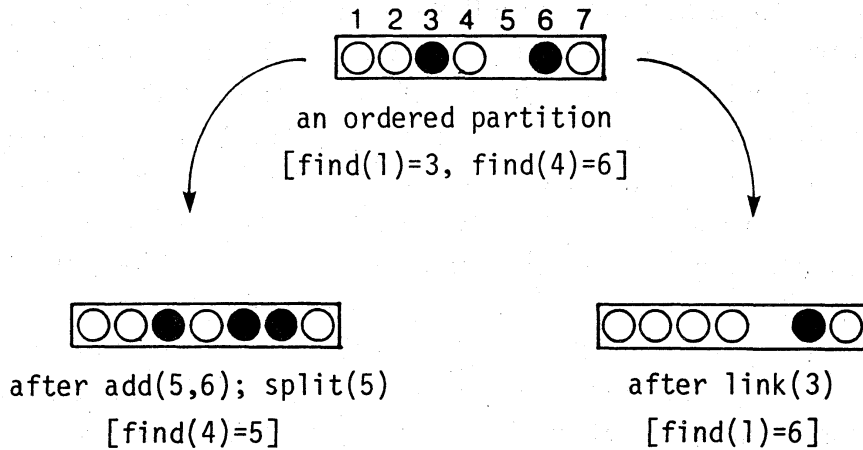 1 2 3 4 5 6 7
an ordered partition
[find(1)=3, find(4)=6]
after add(5,6); split(5)
[find(4)=5]
after link(3)
[find(1)=6]